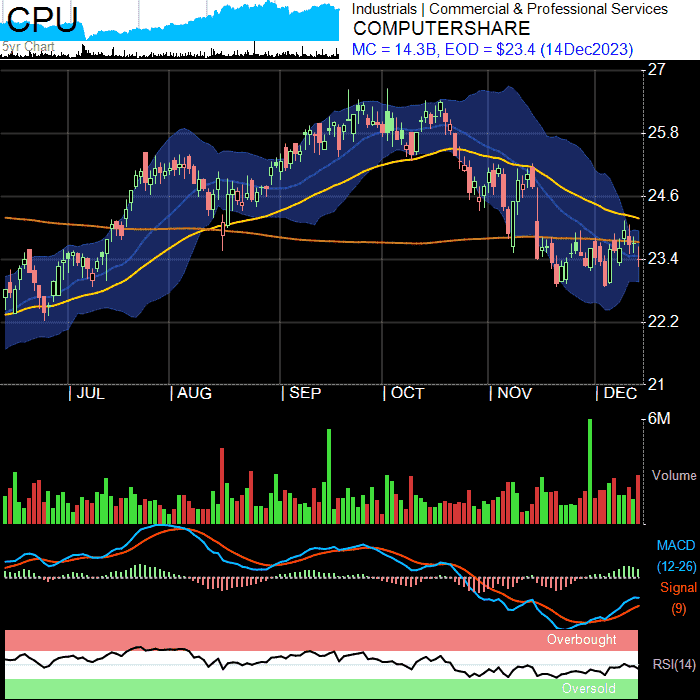 CPU
5yr Chart
Industrials | Commercial & Professional Services
COMPUTERSHARE
MC = 14.3B, EOD = $23.4 (14Dec2023)
27
25.8
24.6
23.4
22.2
21
JUL AUG SEP OCT NOV DEC
6M
Volume
MACD
(12-26)
Signal
(9)
Overbought
RSI(14)
Oversold